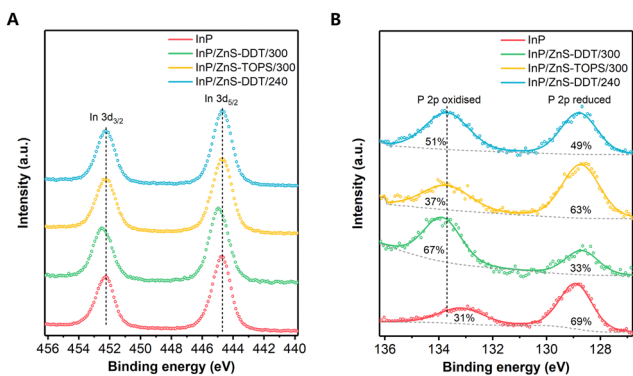 A
InP
InP/ZnS-DDT/300
InP/ZnS-TOPS/300
InP/ZnS-DDT/240
In 3d3/2
In 3d5/2
Intensity (a.u.)
456 454 452 450 448 446 444 442 440
Binding energy (eV)
B
InP
InP/ZnS-DDT/300
InP/ZnS-TOPS/300
InP/ZnS-DDT/240
P 2p oxidised
P 2p reduced
51%
49%
37%
63%
67%
33%
31%
69%
Intensity (a.u.)
136 134 132 130 128
Binding energy (eV)